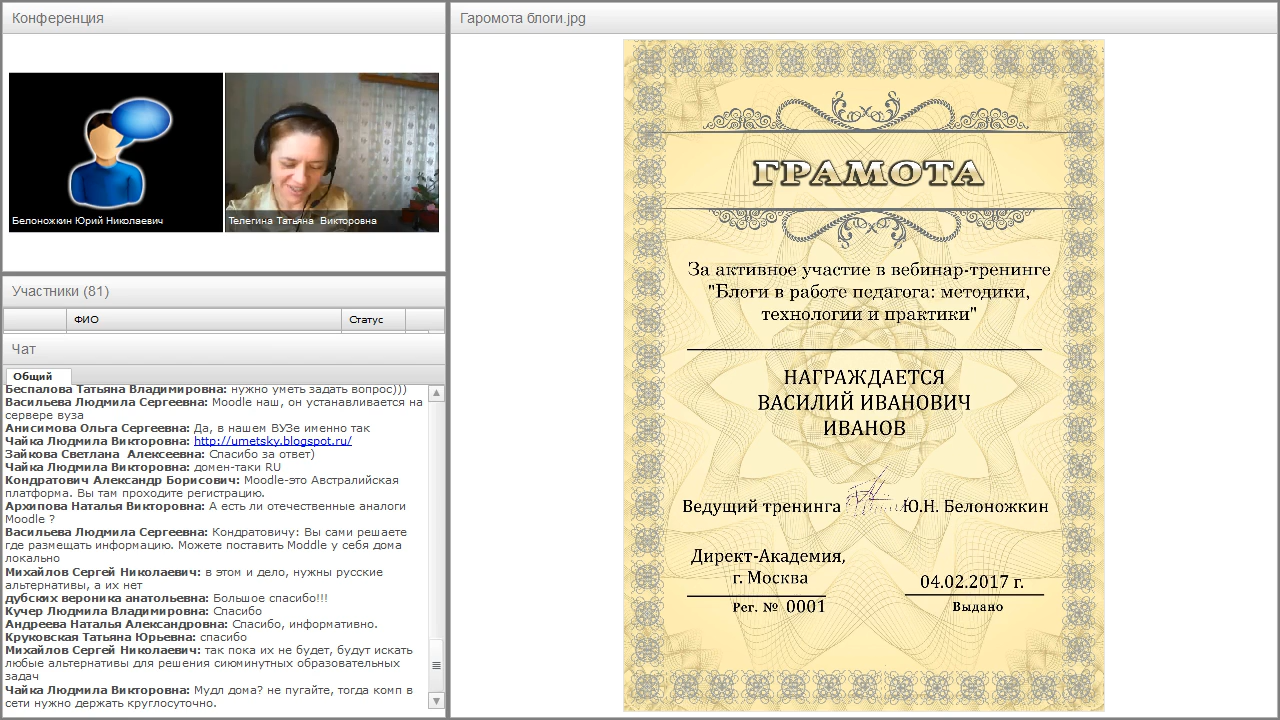 Конференция
Белоножкин Юрий Николаевич
Телегина Татьяна  Викторовна
Участники (81)
ФИО
Статус
Чат
Общий
Беспалова Татьяна Владимировна: нужно уметь задать вопрос)))
Васильева Людмила Сергеевна: Moodle наш, он устанавливается на
сервере вуза
Анисимова Ольга Сергеевна: Да, в нашем ВУЗе именно так
Чайка Людмила Викторовна: http://umetsky.blogspot.ru/
Зайкова Светлана  Алексеевна: Спасибо за ответ)
Чайка Людмила Викторовна: домен-таки RU
Кондратович Александр Борисович: Moodle-это Австралийская
платформа. Вы там проходите регистрацию.
Архипова Наталья Викторовна: А есть ли отечественные аналоги
Moodle ?
Васильева Людмила Сергеевна: Кондратовичу: Вы сами решаете
где размещать информацию. Можете поставить Moddle у себя дома
локально
Михайлов Сергей Николаевич: в этом и дело, нужны русские
альтернативы, а их нет
дубских вероника анатольевна: Большое спасибо!!!
Кучер Людмила Владимировна: Спасибо
Андреева Наталья Александровна: Спасибо, информативно.
Круковская Татьяна Юрьевна: спасибо
Михайлов Сергей Николаевич: так пока их не будет, будут искать
любые альтернативы для решения сиюминутных образовательных
задач
Чайка Людмила Викторовна: Мудл дома? не пугайте, тогда комп в
сети нужно держать круглосуточно.
Гаромота блоги.jpg
ГРАМОТА
За активное участие в вебинар-тренинге
"Блоги в работе педагога: методики,
технологии и практики"
НАГРАЖДАЕТСЯ
ВАСИЛИЙ ИВАНОВИЧ
ИВАНОВ
Ведущий тренинга Ю.Н. Белоножкин
Директ-Академия,
г. Москва
04.02.2017 г.
Рег. № 0001
Выдано